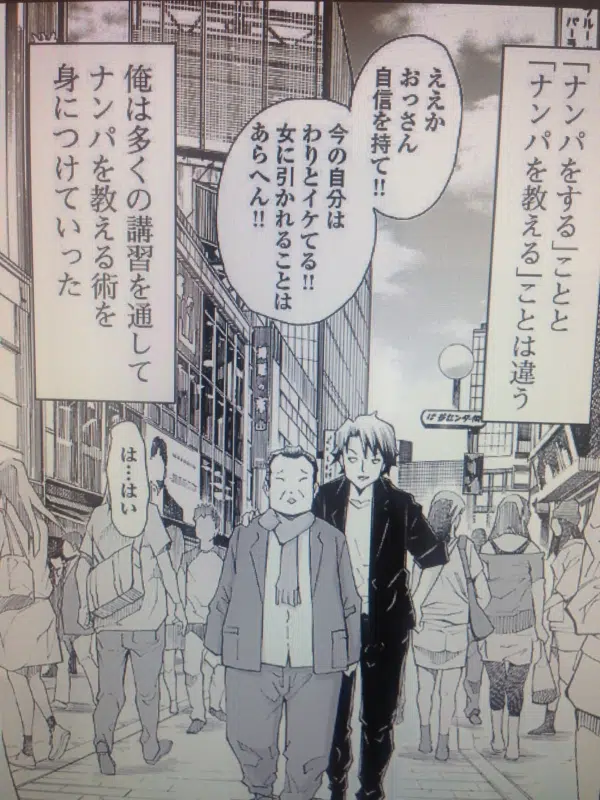 「ナンパをする」ことと
「ナンパを教える」ことは違う
ええか
おっさん
自信を持て!!
今の自分は
わりとイケてる!!
女に引かれることは
あらへん!!
俺は多くの講習を通して
ナンパを教える術を
身につけていった
は…はい